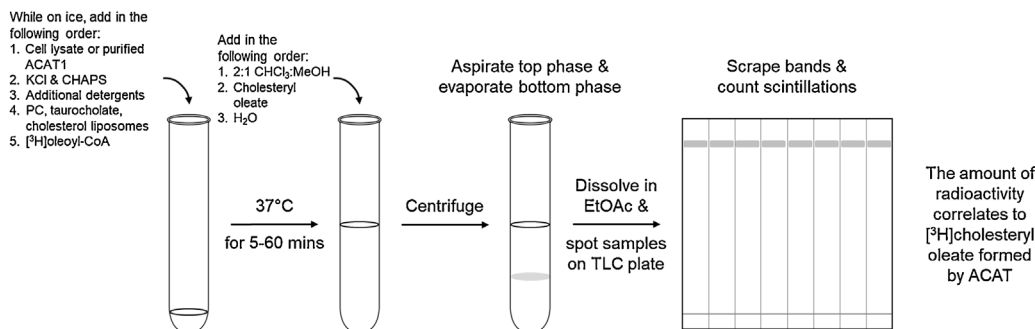 While on ice, add in the
following order:
1. Cell lysate or purified
ACAT1
2. KCl & CHAPS
3. Additional detergents
4. PC, taurocholate,
cholesterol liposomes
5. [³H]oleoyl-CoA
37°C
for 5-60 mins
Add in the
following order:
1. 2:1 CHCl₃:MeOH
2. Cholesteryl
oleate
3. H₂O
Centrifuge
Aspirate top phase &
evaporate bottom phase
Dissolve in
EtOAc &
spot samples
on TLC plate
Scrape bands &
count scintillations
The amount of
radioactivity
correlates to
[³H]cholesteryl
oleate formed
by ACAT